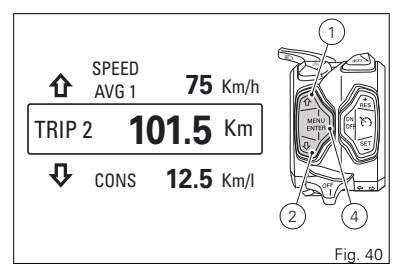 1
SPEED
AVG 1 75 Km/h
TRIP 2 101.5 Km
CONS 12.5 Km/l
MENU
ENTER
RES
ON
OFF
SET
OFF
2
4
Fig. 40